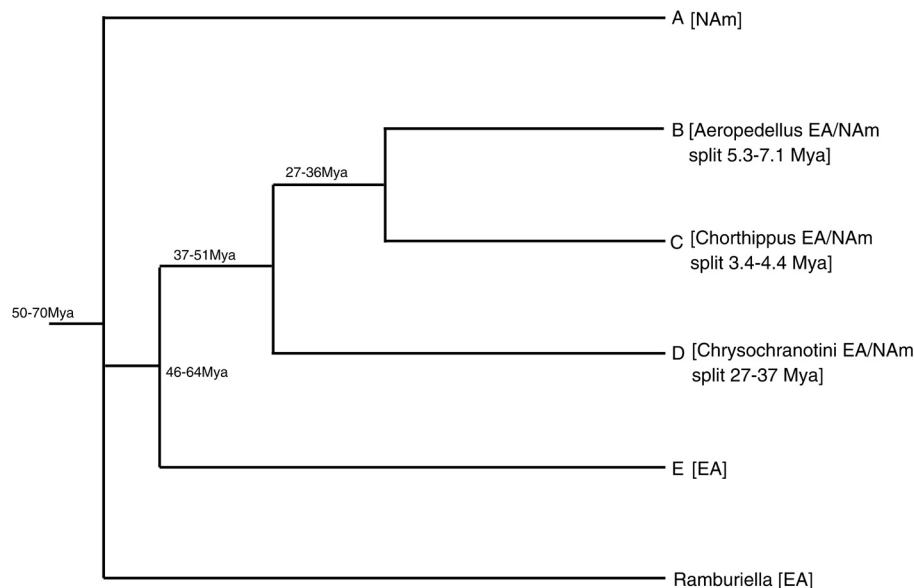 A [NAm]
B [Aeropedellus EA/NAm
split 5.3-7.1 Mya]
27-36Mya
C [Chorthippus EA/NAm
split 3.4-4.4 Mya]
37-51Mya
50-70Mya
D [Chrysochranotini EA/NAm
split 27-37 Mya]
46-64Mya
E [EA]
Ramburiella [EA]